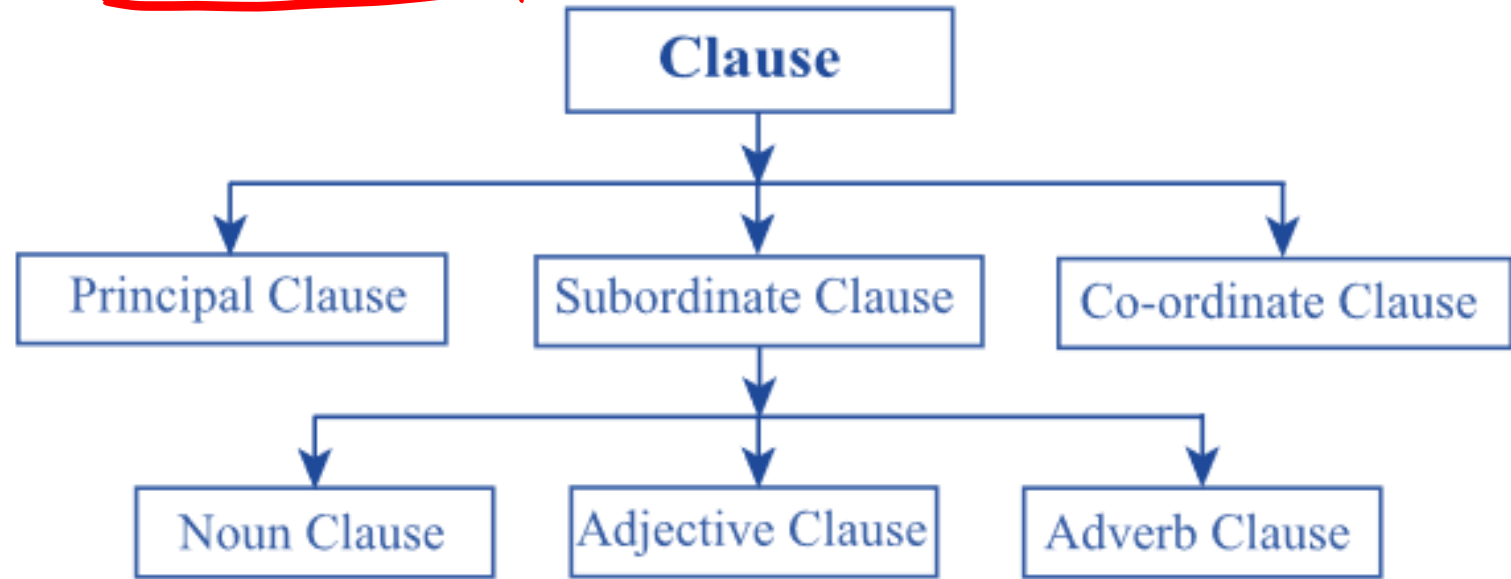 Clause
Principal Clause
Subordinate Clause
Co-ordinate Clause
Noun Clause
Adjective Clause
Adverb Clause